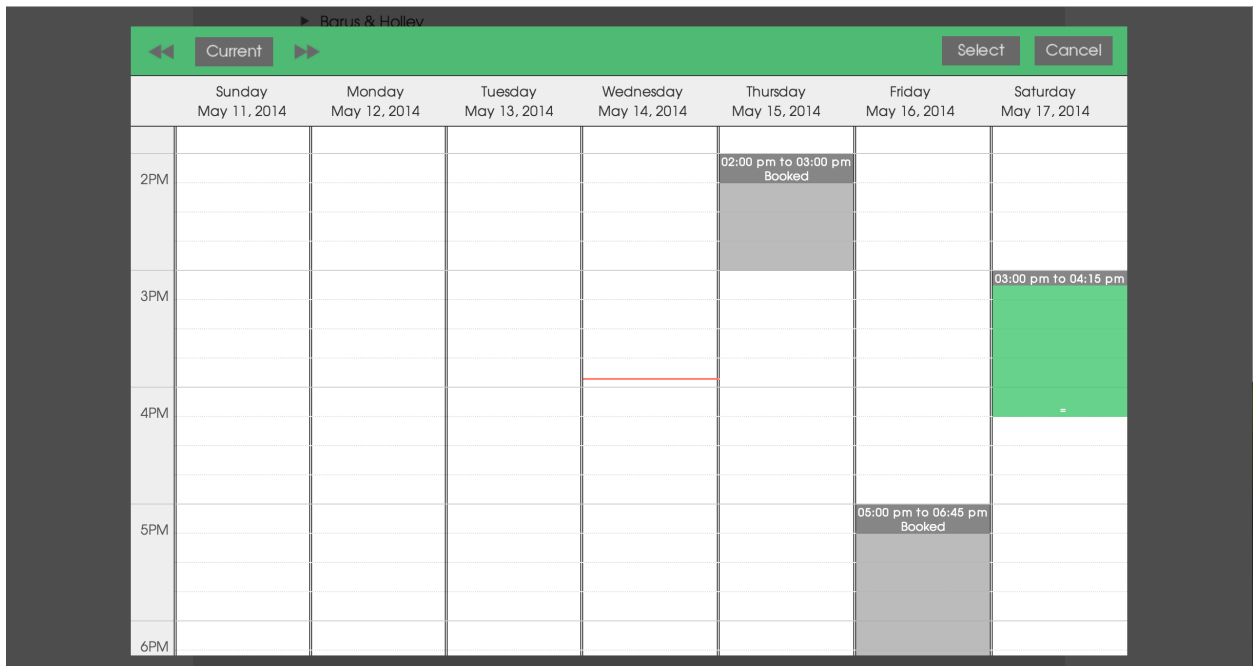 Barus & Holley
Current
Select
Cancel
Sunday
May 11, 2014
Monday
May 12, 2014
Tuesday
May 13, 2014
Wednesday
May 14, 2014
Thursday
May 15, 2014
Friday
May 16, 2014
Saturday
May 17, 2014
02:00 pm to 03:00 pm
Booked
2PM
03:00 pm to 04:15 pm
3PM
=
4PM
05:00 pm to 06:45 pm
Booked
5PM
6PM